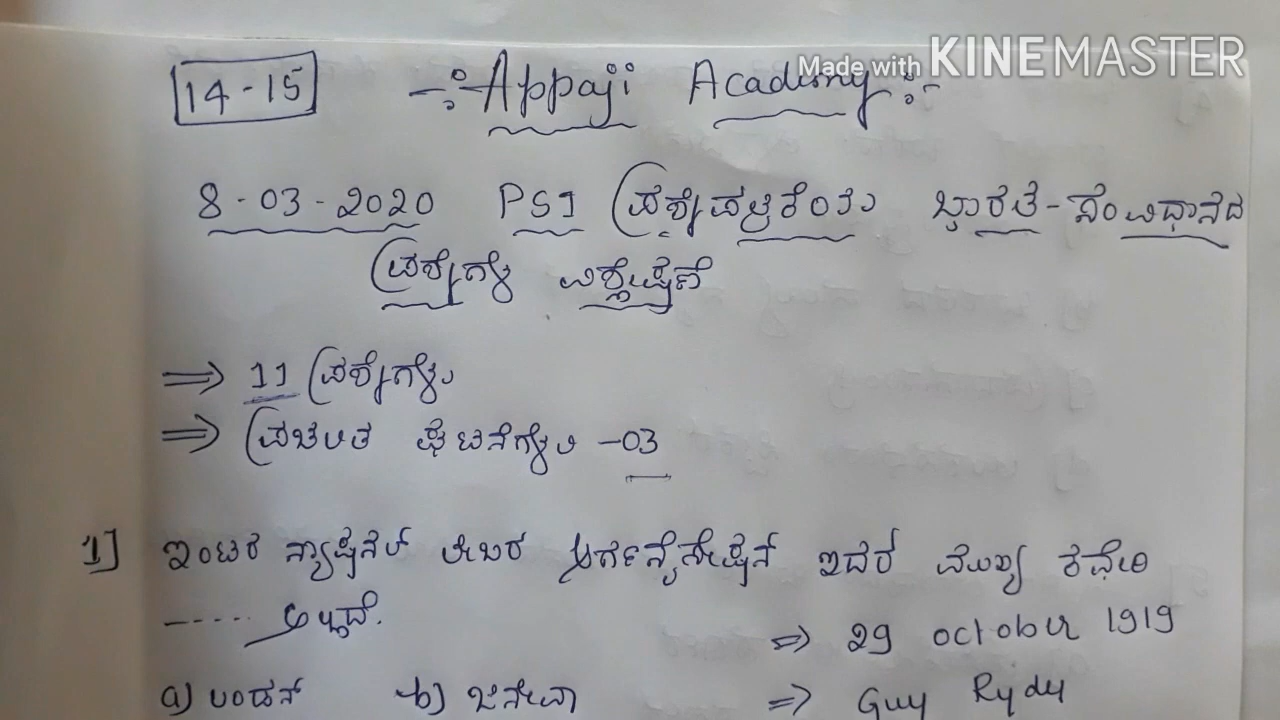 Made with KINEMASTER
14-15 -:- Appaji Academy -:-
8-03-2020 PSI ಪ್ರಶ್ನೆ ಪತ್ರಿಕೆಯ ಭಾರತ-ಸಂವಿಧಾನದ
ಪ್ರಶ್ನೆಗಳ ವಿಶ್ಲೇಷಣೆ
⇒ 11 ಪ್ರಶ್ನೆಗಳು
⇒ ಪ್ರಚಲಿತ ಘಟನೆಗಳು -03
1] ಇಂಟರ ನ್ಯಾಷನಲ್ ಲೇಬರ ಆರ್ಗನೈಸೇಷನ್ ಇದರ ಮುಖ್ಯ ಕಛೇರಿ
------ ಅಲ್ಲಿದೆ. ⇒ 29 october 1919
a) ಲಂಡನ್ b) ಜಿನೇವಾ ⇒ Guy Rydy